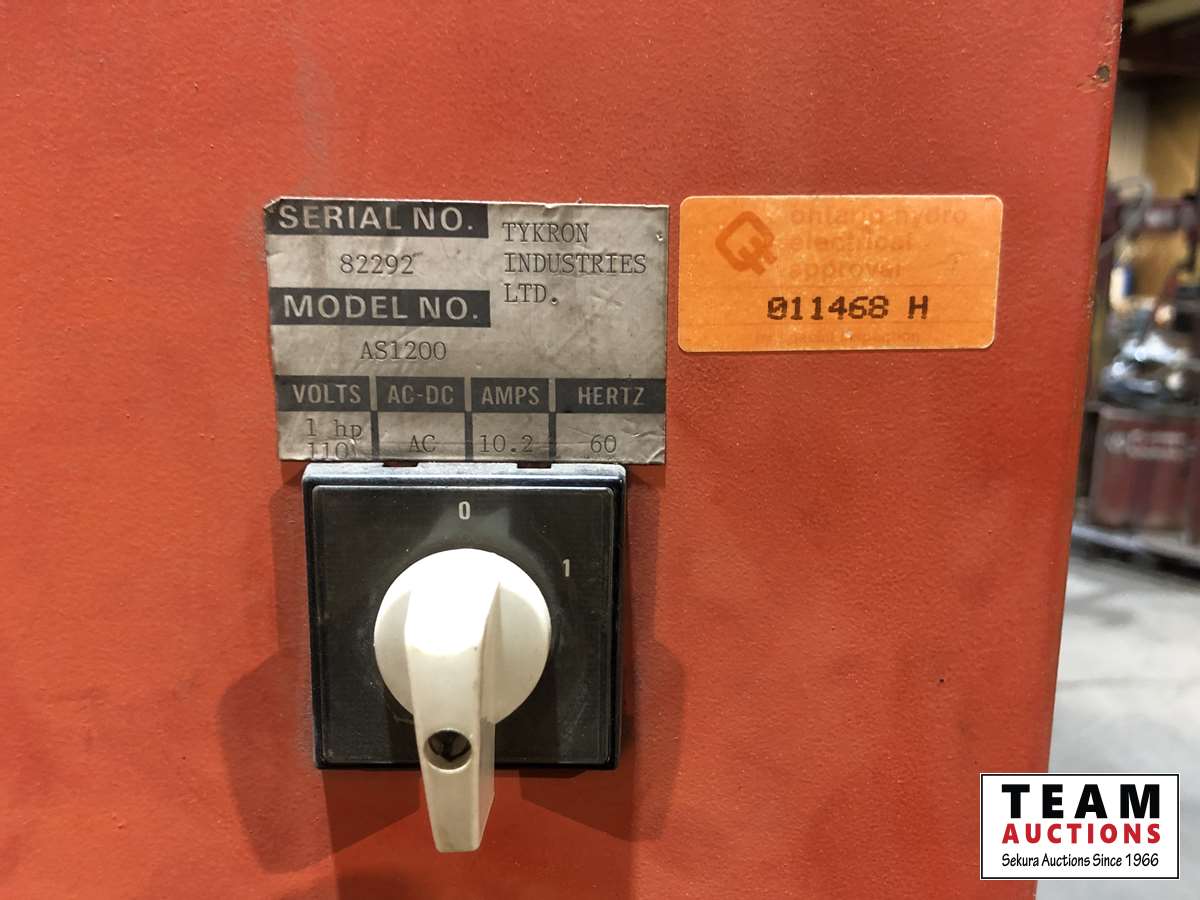 SERIAL NO.
82292
MODEL NO.
AS1200
TYKRON
INDUSTRIES
LTD.
VOLTS AC-DC AMPS HERTZ
1 hp
110V AC 10.2 60
ontario hydro
electrical
approval
011468 H
0
1
TEAM
AUCTIONS
Sekura Auctions Since 1966